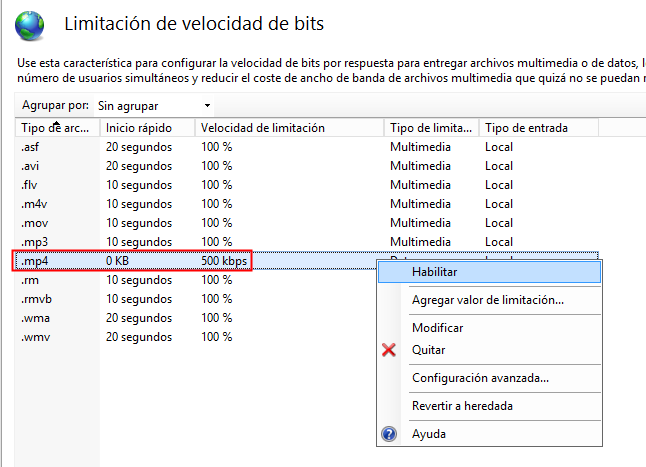 Limitación de velocidad de bits
Use esta característica para configurar la velocidad de bits por respuesta para entregar archivos multimedia o de datos, l
número de usuarios simultáneos y reducir el coste de ancho de banda de archivos multimedia que quizá no se puedan r
Agrupar por: Sin agrupar
Tipo de arc... Inicio rápido Velocidad de limitación Tipo de limita... Tipo de entrada
.asf 20 segundos 100 % Multimedia Local
.avi 20 segundos 100 % Multimedia Local
.flv 10 segundos 100 % Multimedia Local
.m4v 10 segundos 100 % Multimedia Local
.mov 10 segundos 100 % Multimedia Local
.mp3 10 segundos 100 % Multimedia Local
.mp4 0 KB 500 kbps
.rm 10 segundos 100 %
.rmvb 10 segundos 100 %
.wma 20 segundos 100 %
.wmv 20 segundos 100 %
Habilitar
Agregar valor de limitación...
Modificar
Quitar
Configuración avanzada...
Revertir a heredada
Ayuda